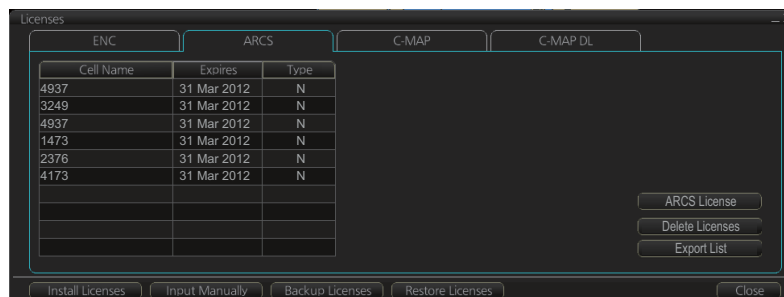 Licenses
ENC ARCS C-MAP C-MAP DL
Cell Name Expires Type
4937 31 Mar 2012 N
3249 31 Mar 2012 N
4937 31 Mar 2012 N
1473 31 Mar 2012 N
2376 31 Mar 2012 N
4173 31 Mar 2012 N
ARCS License
Delete Licenses
Export List
Install Licenses Input Manually Backup Licenses Restore Licenses Close